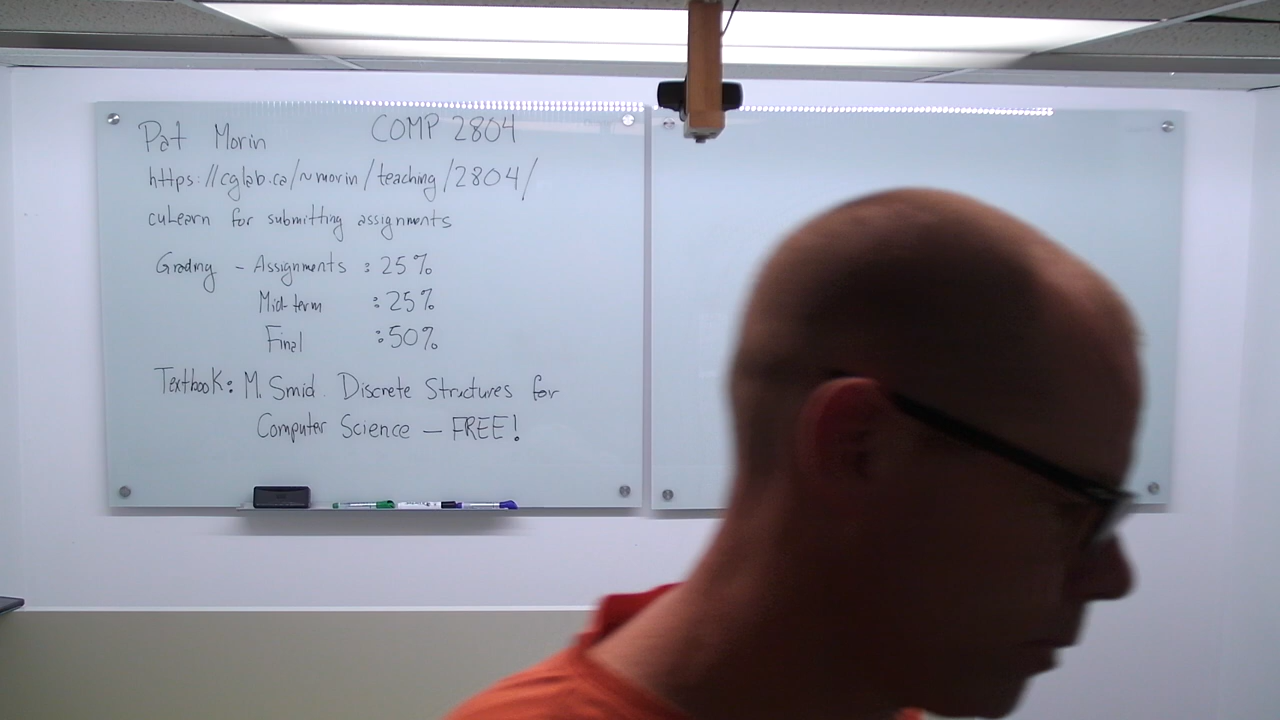 Pat Morin COMP 2804
https://cglab.ca/~morin/teaching/2804/
cuLearn for submitting assignments
Grading - Assignments : 25%
Mid-term : 25%
Final : 50%
Textbook: M. Smid. Discrete Structures for
Computer Science — FREE!